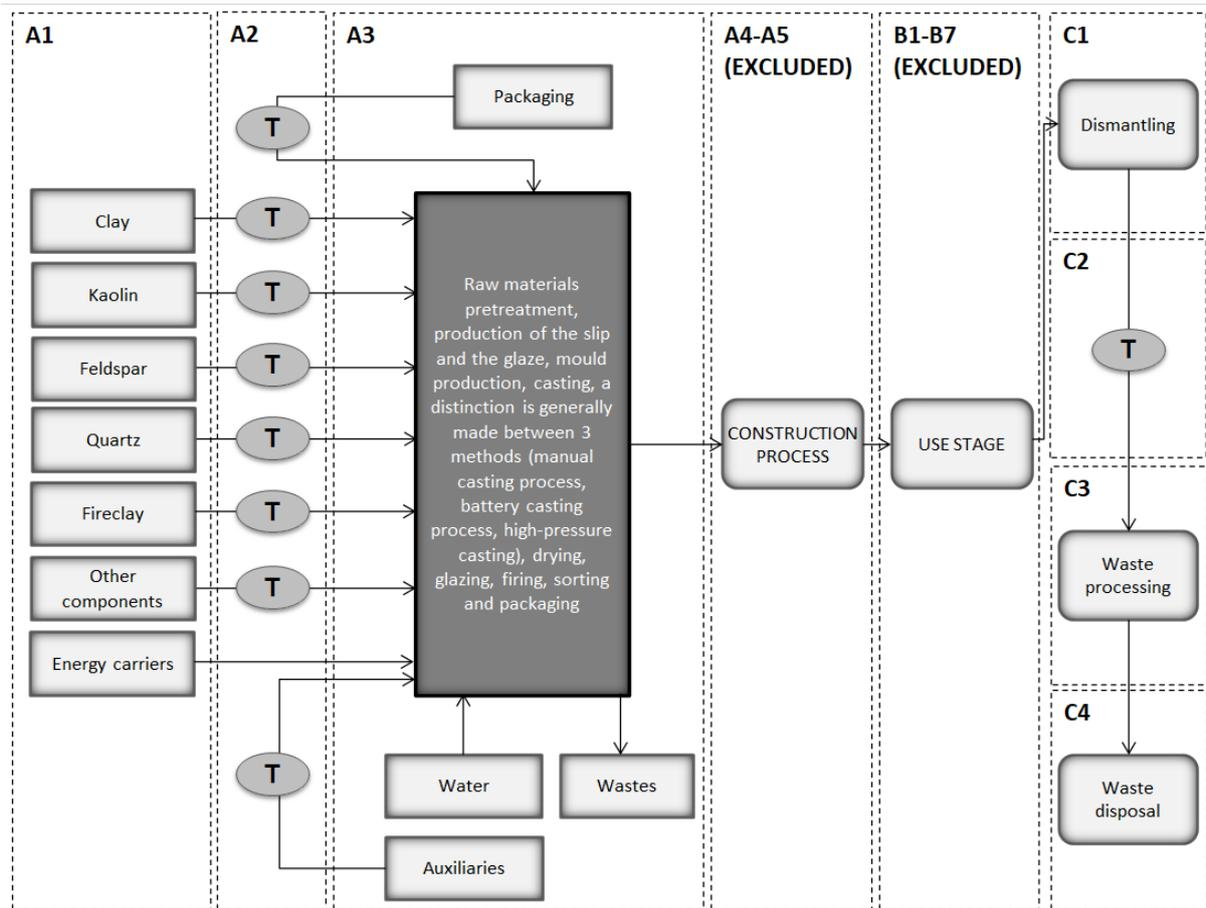 A1
A2
A3
A4-A5
(EXCLUDED)
B1-B7
(EXCLUDED)
C1
Packaging
T
Dismantling
Clay
T
Kaolin
T
Feldspar
T
Quartz
T
Fireclay
T
Other
components
T
Energy carriers
Raw materials
pretreatment,
production of the slip
and the glaze, mould
production, casting, a
distinction is generally
made between 3
methods (manual
casting process,
battery casting
process, high-pressure
casting), drying,
glazing, firing, sorting
and packaging
CONSTRUCTION
PROCESS
USE STAGE
C2
T
C3
Waste
processing
C4
Waste
disposal
T
Water
Wastes
Auxiliaries